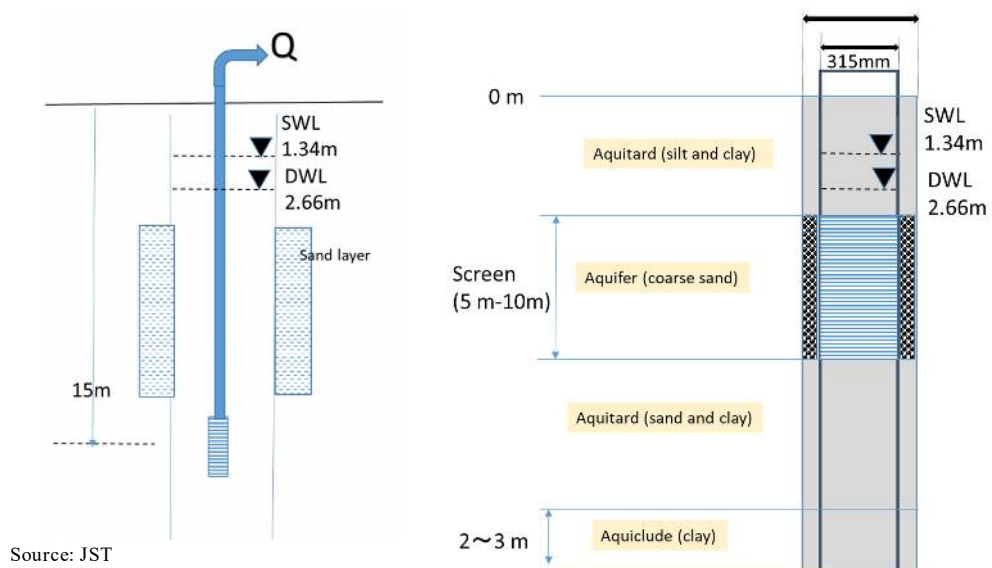 Q
SWL
1.34m
DWL
2.66m
Sand layer
15m
Source: JST
315mm
0 m
SWL
1.34m
Aquitard (silt and clay)
DWL
2.66m
Screen
(5 m-10m)
Aquifer (coarse sand)
Aquitard (sand and clay)
2～3 m
Aquiclude (clay)